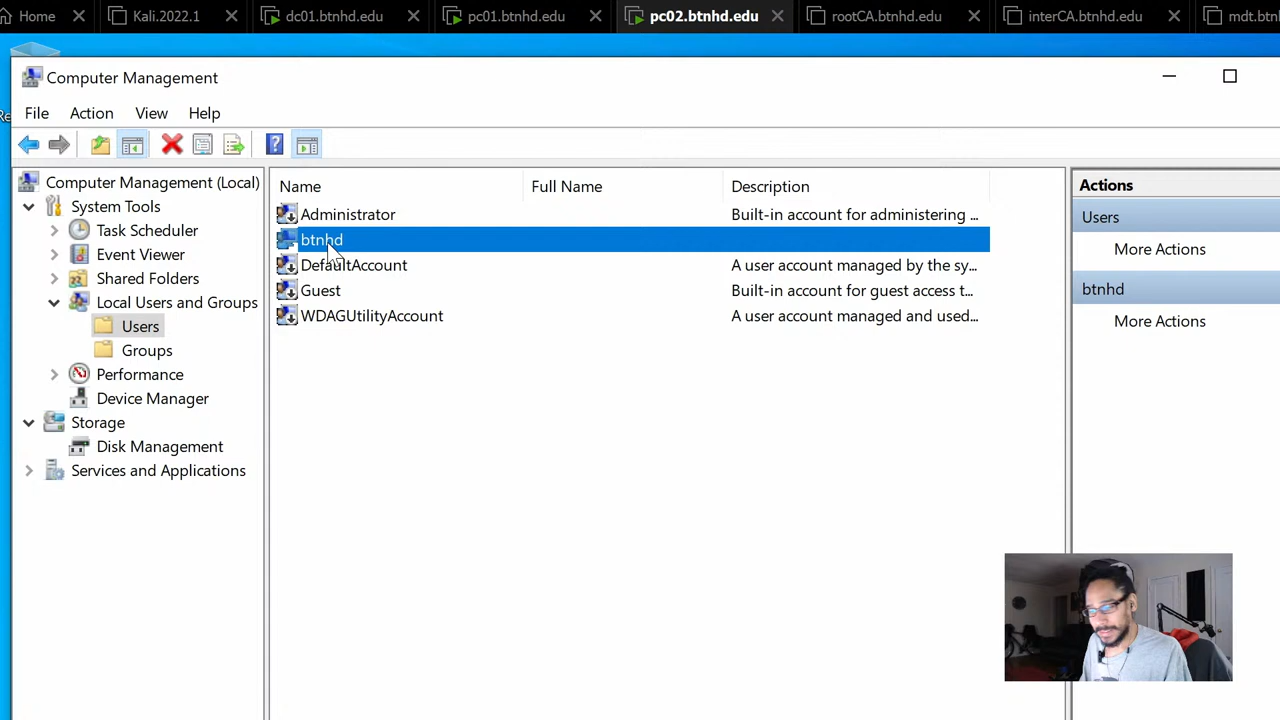 Home
Kali.2022.1
dc01.btnhd.edu
pc01.btnhd.edu
pc02.btnhd.edu
rootCA.btnhd.edu
interCA.btnhd.edu
mdt.btn
Computer Management
File Action View Help
Computer Management (Local)
System Tools
Task Scheduler
Event Viewer
Shared Folders
Local Users and Groups
Users
Groups
Performance
Device Manager
Storage
Disk Management
Services and Applications
Name Full Name Description
Administrator Built-in account for administering ...
btnhd
DefaultAccount A user account managed by the sy...
Guest Built-in account for guest access t...
WDAGUtilityAccount A user account managed and used...
Actions
Users
More Actions
btnhd
More Actions